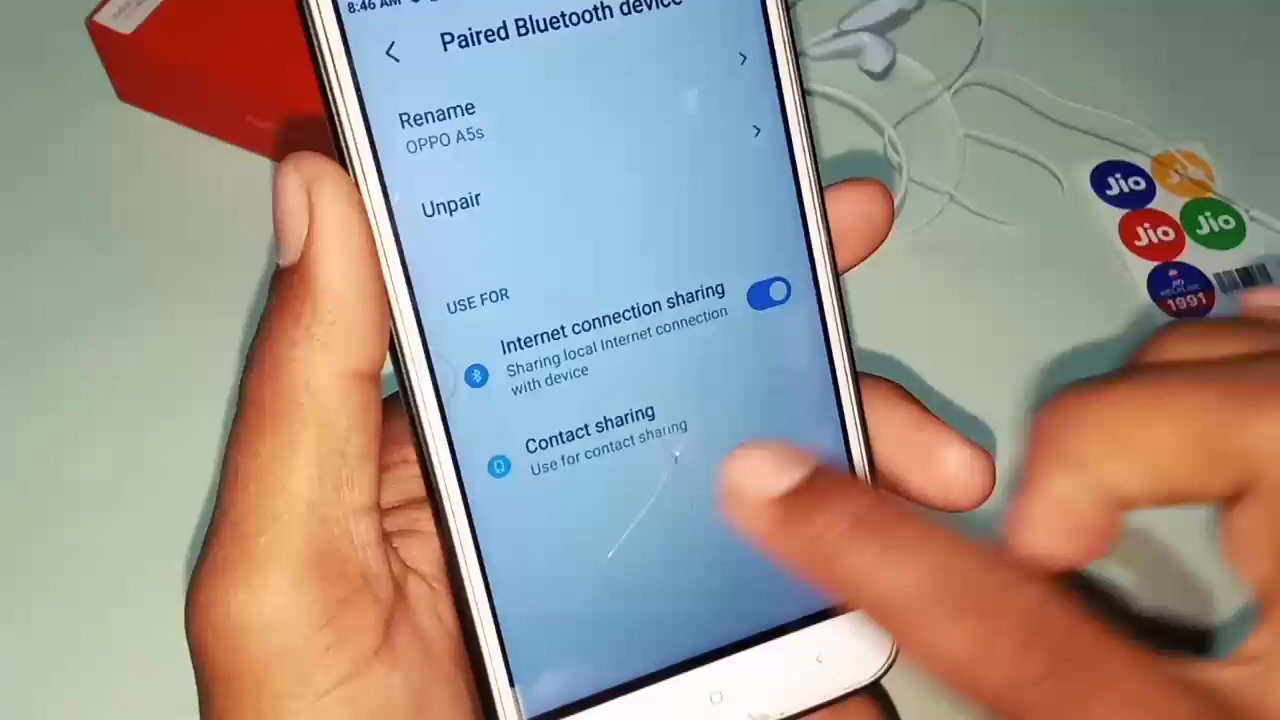 8:46 AM
Paired Bluetooth device
Rename
OPPO A5s
Unpair
USE FOR
Internet connection sharing
Sharing local Internet connection
with device
Contact sharing
Use for contact sharing
Jio
Jio
Jio
Jio
1991